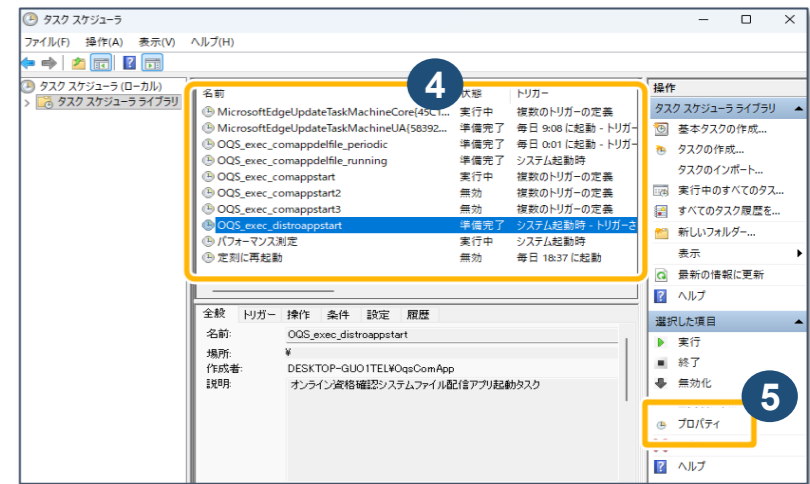 タスク スケジューラ
ファイル(F) 操作(A) 表示(V) ヘルプ(H)
タスク スケジューラ (ローカル)
タスク スケジューラ ライブラリ
4
名前 状態 トリガー
MicrosoftEdgeUpdateTaskMachineCore{45C1... 実行中 複数のトリガーの定義
MicrosoftEdgeUpdateTaskMachineUA{58392... 準備完了 毎日 9:08 に起動 - トリガー
OQS_exec_comappdelfile_periodic 準備完了 毎日 0:01 に起動 - トリガー
OQS_exec_comappdelfile_running 準備完了 システム起動時
OQS_exec_comappstart 実行中 複数のトリガーの定義
OQS_exec_comappstart2 無効 複数のトリガーの定義
OQS_exec_comappstart3 無効 複数のトリガーの定義
OQS_exec_distroappstart 準備完了 システム起動時 - トリガーさ
パフォーマンス測定 実行中 システム起動時
定刻に再起動 無効 毎日 18:37 に起動
全般 トリガー 操作 条件 設定 履歴
名前: OQS_exec_distroappstart
場所: ¥
作成者: DESKTOP-GUO1TEL¥OqsComApp
説明: オンライン資格確認システムファイル配信アプリ起動タスク
操作
タスク スケジューラ ライブラリ
基本タスクの作成...
タスクの作成...
タスクのインポート...
実行中のすべてのタス...
すべてのタスク履歴を...
新しいフォルダー...
表示
最新の情報に更新
ヘルプ
選択した項目
実行
終了
無効化
5
プロパティ
ヘルプ